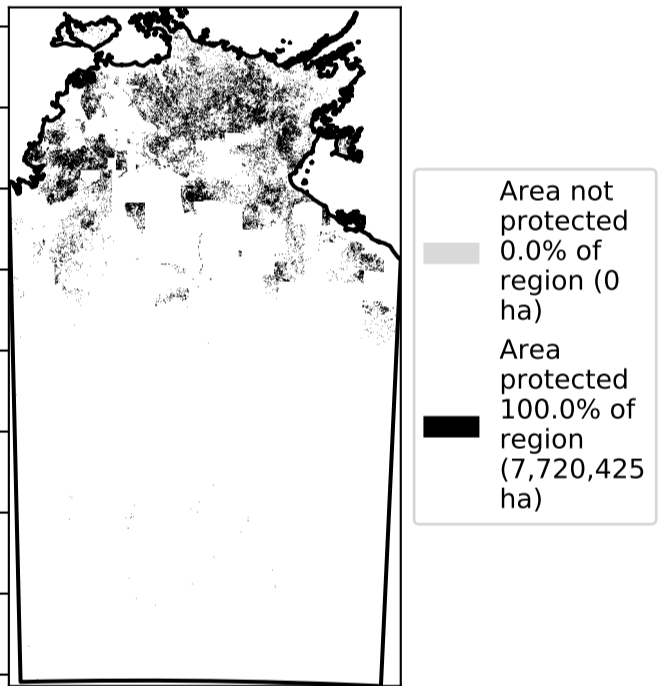 Area not
protected
0.0% of
region (0
ha)
Area
protected
100.0% of
region
(7,720,425
ha)